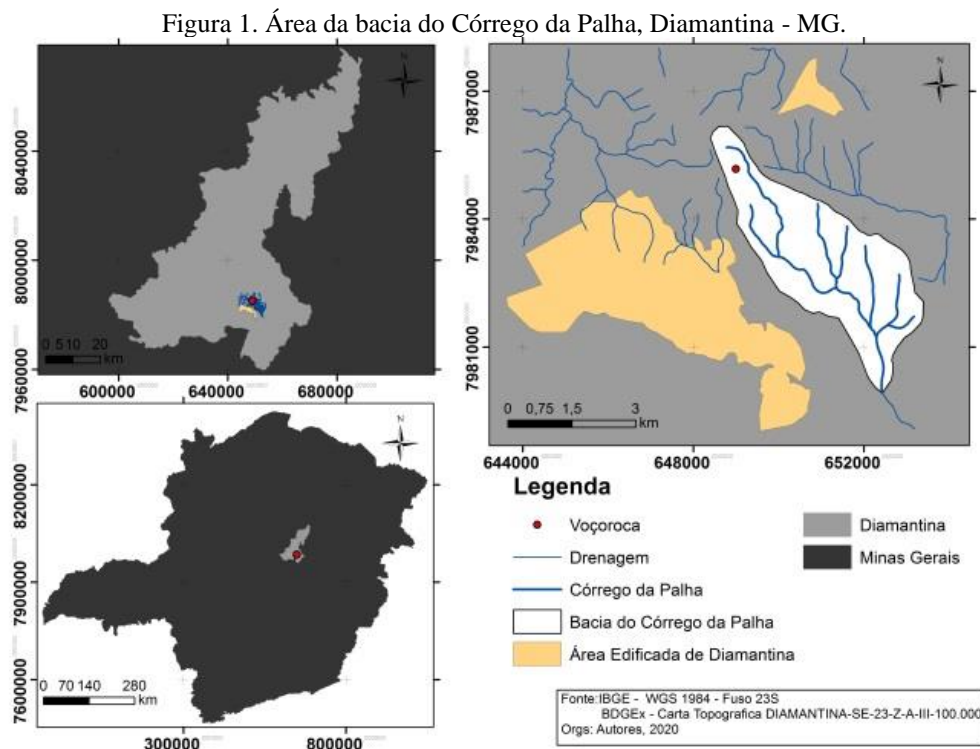 Figura 1. Área da bacia do Córrego da Palha, Diamantina - MG.
N
8040000
8000000
7960000
0 5 10 20
km
600000 640000 680000
N
7987000
7984000
7981000
0 0,75 1,5 3
km
644000 648000 652000
N
8200000
7900000
7600000
0 70 140 280
km
300000 800000
Legenda
Voçoroca
Drenagem
Córrego da Palha
Bacia do Córrego da Palha
Área Edificada de Diamantina
Diamantina
Minas Gerais
Fonte:IBGE - WGS 1984 - Fuso 23S
BDGEx - Carta Topografica DIAMANTINA-SE-23-Z-A-III-100.000
Orgs: Autores, 2020